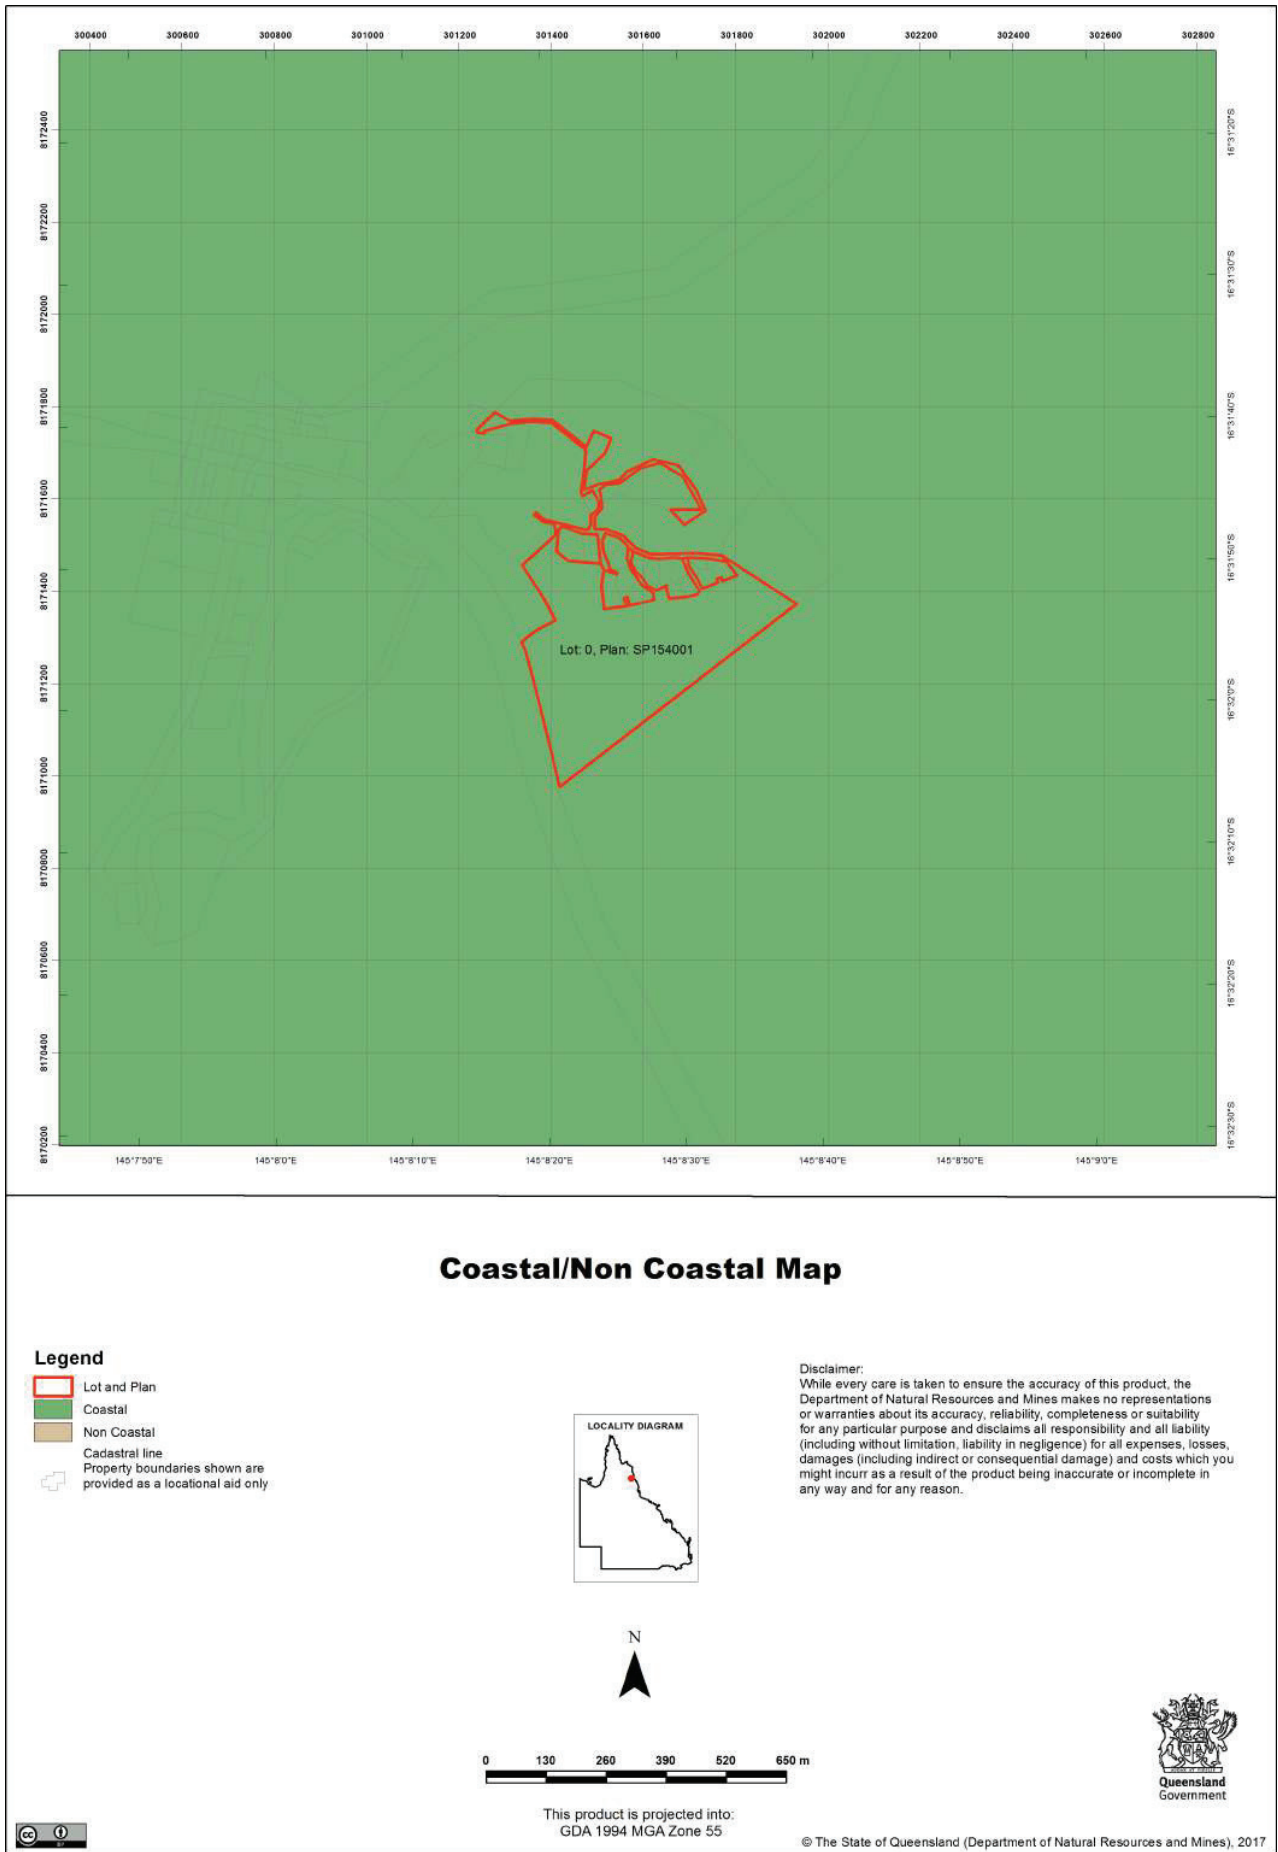 300400 300600 300800 301000 301200 301400 301600 301800 302000 302200 302400 302600 302800
8172400
8172200
8172000
8171800
8171600
8171400
8171200
8171000
8170800
8170600
8170400
8170200
16°31'20"S
16°31'30"S
16°31'40"S
16°31'50"S
16°32'0"S
16°32'10"S
16°32'20"S
16°32'30"S
Lot: 0, Plan: SP154001
145°7'50"E 145°8'0"E 145°8'10"E 145°8'20"E 145°8'30"E 145°8'40"E 145°8'50"E 145°9'0"E
Coastal/Non Coastal Map
Legend
Lot and Plan
Coastal
Non Coastal
Cadastral line
Property boundaries shown are
provided as a locational aid only
LOCALITY DIAGRAM
Disclaimer:
While every care is taken to ensure the accuracy of this product, the
Department of Natural Resources and Mines makes no representations
or warranties about its accuracy, reliability, completeness or suitability
for any particular purpose and disclaims all responsibility and all liability
(including without limitation, liability in negligence) for all expenses, losses,
damages (including indirect or consequential damage) and costs which you
might incurr as a result of the product being inaccurate or incomplete in
any way and for any reason.
N
0 130 260 390 520 650 m
This product is projected into:
GDA 1994 MGA Zone 55
Queensland
Government
cc
BY
© The State of Queensland (Department of Natural Resources and Mines), 2017